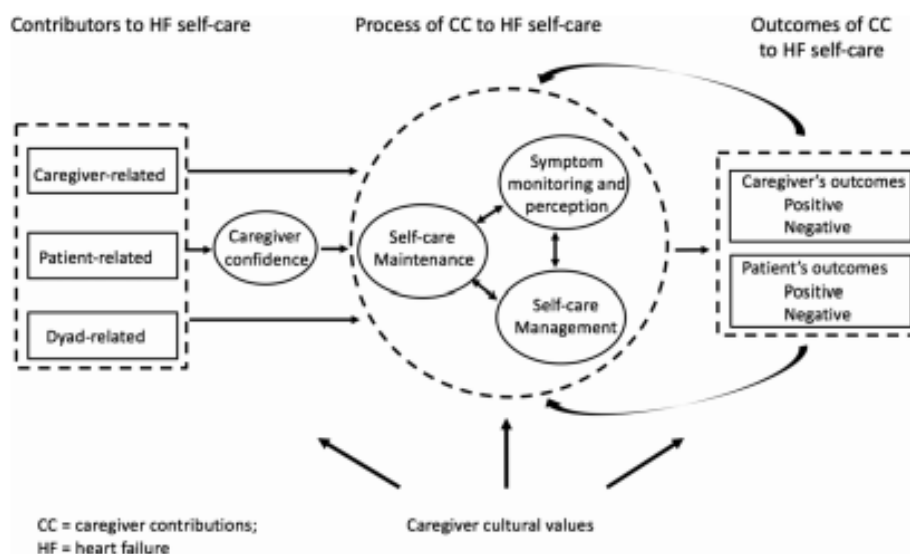 Contributors to HF self-care
Process of CC to HF self-care
Outcomes of CC
to HF self-care
Caregiver-related
Patient-related
Dyad-related
Caregiver
confidence
Self-care
Maintenance
Symptom
monitoring and
perception
Self-care
Management
Caregiver's outcomes
Positive
Negative
Patient's outcomes
Positive
Negative
CC = caregiver contributions;
HF = heart failure
Caregiver cultural values